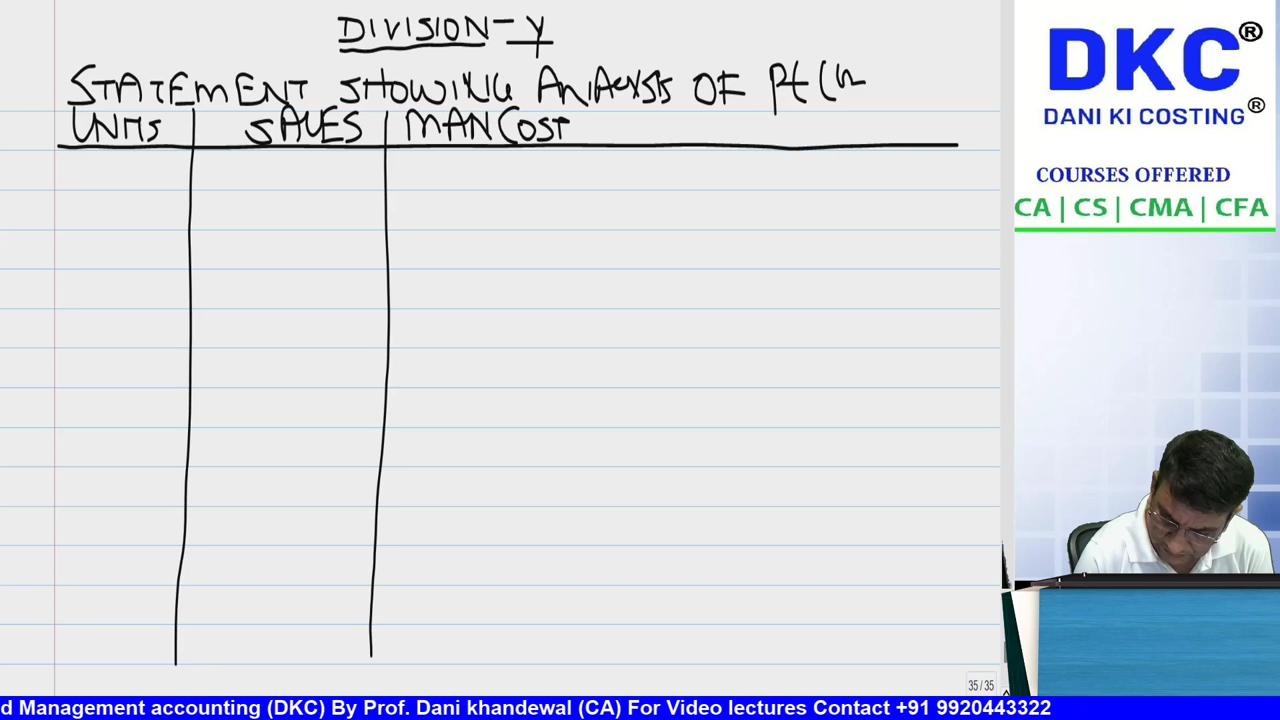 DIVISION - Y
STATEMENT SHOWING ANALYSIS OF Pt (in
UNITS SALES MAN COST
DKC®
DANI KI COSTING®
COURSES OFFERED
CA | CS | CMA | CFA
35 / 35
d Management accounting (DKC) By Prof. Dani khandewal (CA) For Video lectures Contact +91 9920443322